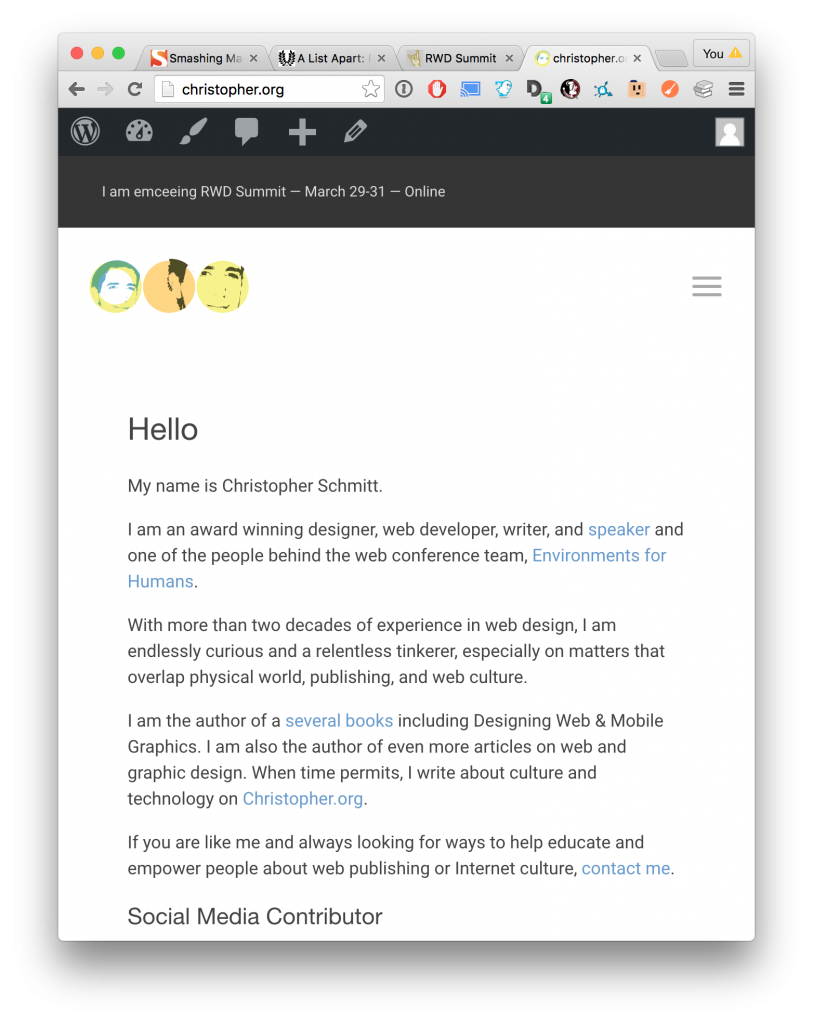 Smashing Ma
A List Apart:
RWD Summit
christopher.o
You
christopher.org
4
I am emceeing RWD Summit — March 29-31 — Online
Hello
My name is Christopher Schmitt.
I am an award winning designer, web developer, writer, and speaker and
one of the people behind the web conference team, Environments for
Humans.
With more than two decades of experience in web design, I am
endlessly curious and a relentless tinkerer, especially on matters that
overlap physical world, publishing, and web culture.
I am the author of a several books including Designing Web & Mobile
Graphics. I am also the author of even more articles on web and
graphic design. When time permits, I write about culture and
technology on Christopher.org.
If you are like me and always looking for ways to help educate and
empower people about web publishing or Internet culture, contact me.
Social Media Contributor